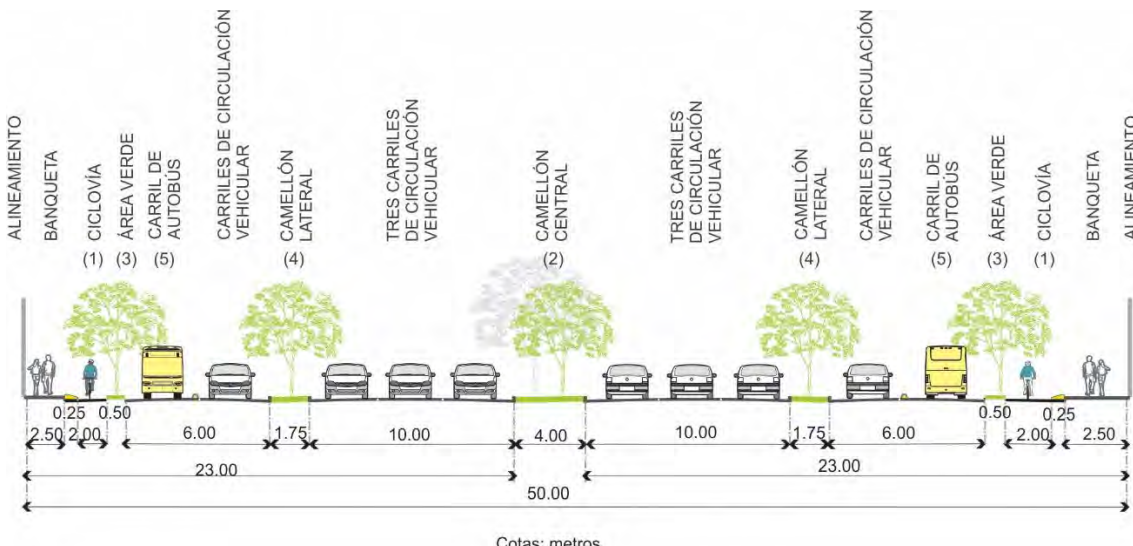 ALINEAMIENTO
BANQUETA
CICLOVÍA
(1)
ÁREA VERDE
(3)
CARRIL DE
AUTOBÚS
(5)
CARRILES DE CIRCULACIÓN
VEHICULAR
CAMELLÓN
LATERAL
(4)
TRES CARRILES
DE CIRCULACIÓN
VEHICULAR
CAMELLÓN
CENTRAL
(2)
TRES CARRILES
DE CIRCULACIÓN
VEHICULAR
CAMELLÓN
LATERAL
(4)
CARRILES DE CIRCULACIÓN
VEHICULAR
CARRIL DE
AUTOBÚS
(5)
ÁREA VERDE
(3)
CICLOVÍA
(1)
BANQUETA
ALINEAMIENTO
0.25 0.50 0.50 0.25
2.50 2.00 6.00 1.75 10.00 4.00 10.00 1.75 6.00 2.00 2.50
23.00 23.00
50.00
Cotas: metros